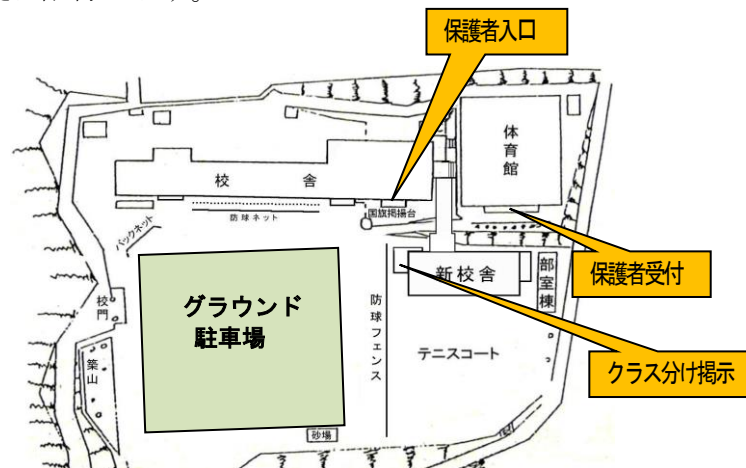 保護者入口
体育館
校舎
防球ネット
国旗掲揚台
バックネット
保護者受付
新校舎
部室棟
グラウンド
駐車場
校門
防球フェンス
テニスコート
クラス分け掲示
築山
砂場